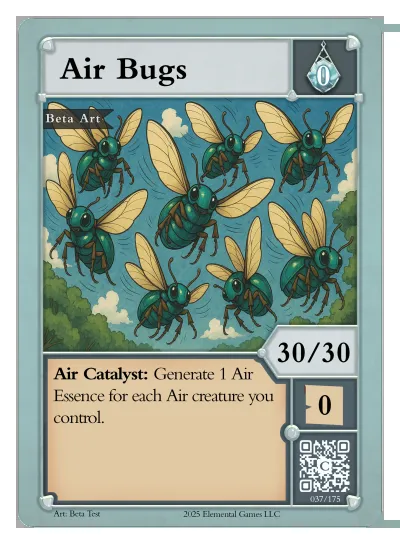 Air Bugs
0
Beta Art
30/30
Air Catalyst: Generate 1 Air
Essence for each Air creature you
control.
0
C
037/175
Art: Beta Test
2025 Elemental Games LLC